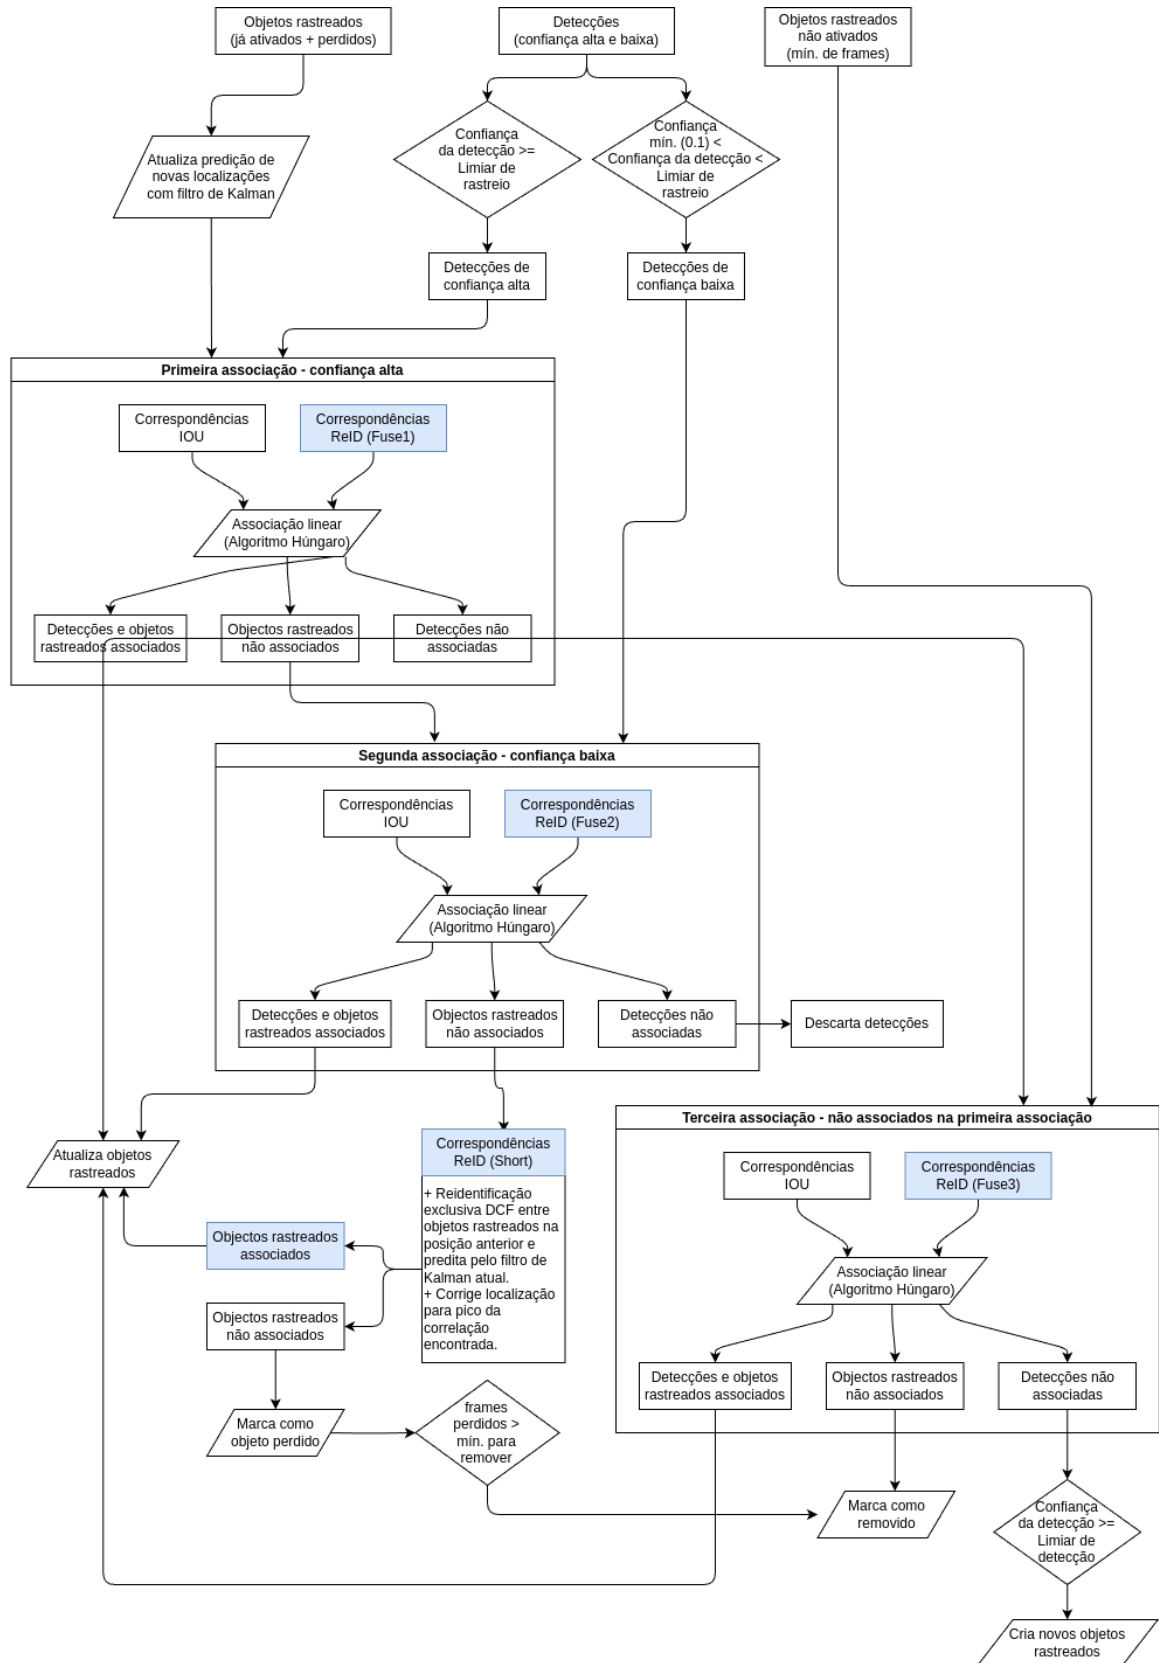 Objetos rastreados
(já ativados + perdidos)
Detecções
(confiança alta e baixa)
Objetos rastreados
não ativados
(mín. de frames)
Atualiza predição de
novas localizações
com filtro de Kalman
Confiança
da detecção >=
Limiar de
rastreio
Confiança
mín. (0.1) <
Confiança da detecção <
Limiar de
rastreio
Detecções de
confiança alta
Detecções de
confiança baixa
Primeira associação - confiança alta
Correspondências
IOU
Correspondências
ReID (Fuse1)
Associação linear
(Algoritmo Húngaro)
Detecções e objetos
rastreados associados
Objectos rastreados
não associados
Detecções não
associadas
Segunda associação - confiança baixa
Correspondências
IOU
Correspondências
ReID (Fuse2)
Associação linear
(Algoritmo Húngaro)
Detecções e objetos
rastreados associados
Objectos rastreados
não associados
Detecções não
associadas
Descarta detecções
Terceira associação - não associados na primeira associação
Correspondências
IOU
Correspondências
ReID (Fuse3)
Associação linear
(Algoritmo Húngaro)
Detecções e objetos
rastreados associados
Objectos rastreados
não associados
Detecções não
associadas
Atualiza objetos
rastreados
Correspondências
ReID (Short)
+ Reidentificação
exclusiva DCF entre
objetos rastreados na
posição anterior e
predita pelo filtro de
Kalman atual.
+ Corrige localização
para pico da
correlação
encontrada.
Objectos rastreados
associados
Objectos rastreados
não associados
Marca como
objeto perdido
frames
perdidos >
mín. para
remover
Marca como
removido
Confiança
da detecção >=
Limiar de
detecção
Cria novos objetos
rastreados